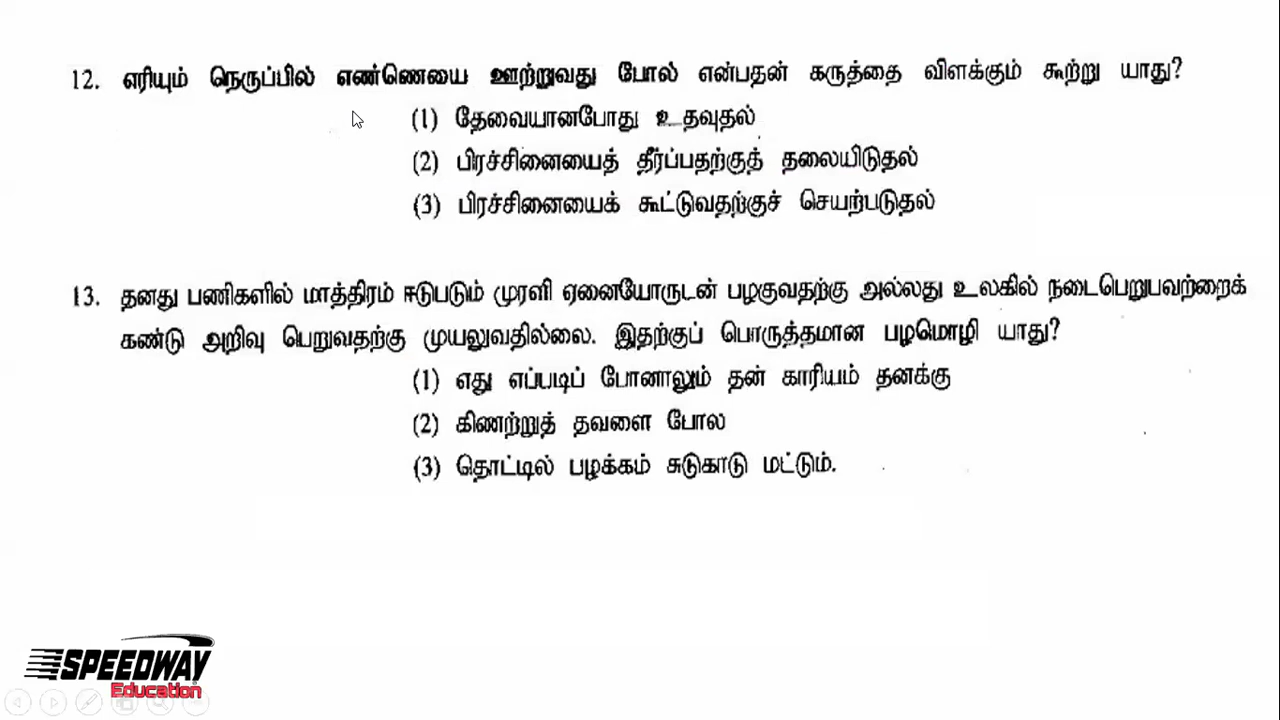 12. எரியும் நெருப்பில் எண்ணெயை ஊற்றுவது போல் என்பதன் கருத்தை விளக்கும் கூற்று யாது?
(1) தேவையானபோது உதவுதல்
(2) பிரச்சினையைத் தீர்ப்பதற்குத் தலையிடுதல்
(3) பிரச்சினையைக் கூட்டுவதற்குச் செயற்படுதல்
13. தனது பணிகளில் மாத்திரம் ஈடுபடும் முரளி ஏனையோருடன் பழகுவதற்கு அல்லது உலகில் நடைபெறுபவற்றைக்
கண்டு அறிவு பெறுவதற்கு முயலுவதில்லை. இதற்குப் பொருத்தமான பழமொழி யாது?
(1) எது எப்படிப் போனாலும் தன் காரியம் தனக்கு
(2) கிணற்றுத் தவளை போல
(3) தொட்டில் பழக்கம் சுடுகாடு மட்டும்.
SPEEDWAY
Education